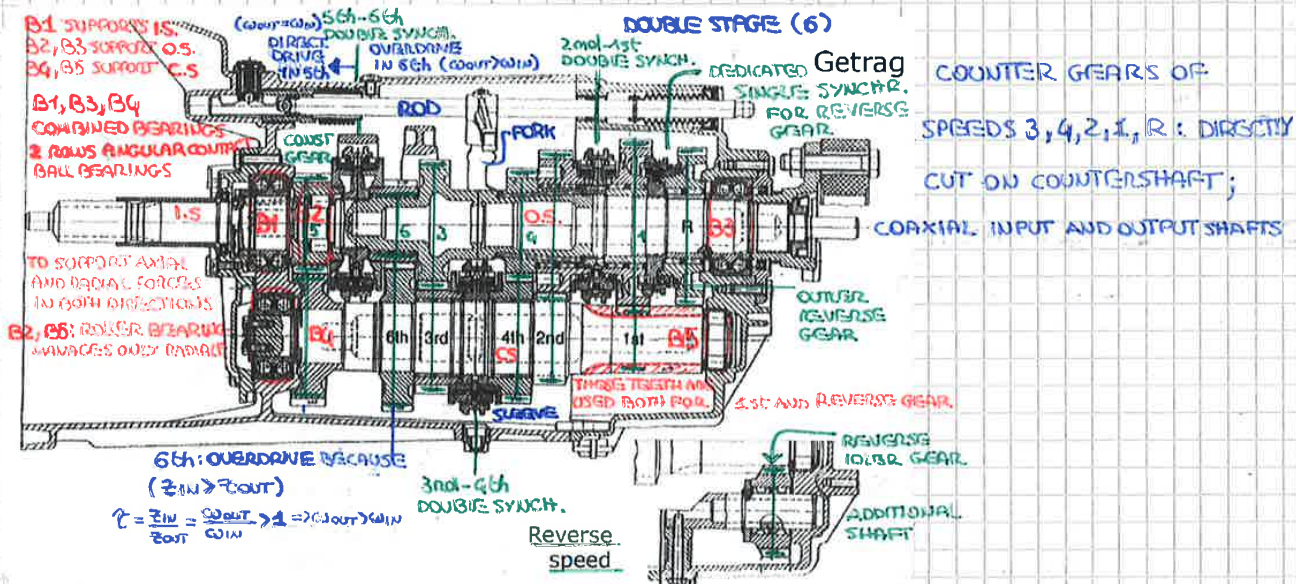 B1 SUPPORTS I.S.
B2, B3 SUPPORT O.S.
B4, B5 SUPPORT C.S
B1, B3, B4
COMBINED BEARINGS
2 ROWS ANGULAR CONTACT
BALL BEARINGS
(ωOUT=ωIN)
DIRECT
DRIVE
IN 5th
5th-6th
DOUBLE SYNCH.
OVERDRIVE
IN 6th (ωOUT>ωIN)
DOUBLE STAGE (6)
2nd-1st
DOUBLE SYNCH.
Getrag
DEDICATED
SINGLE SYNCHR.
FOR REVERSE
GEAR
COUNTER GEARS OF
SPEEDS 3, 4, 2, 1, R: DIRECTLY
CUT ON COUNTERSHAFT;
COAXIAL INPUT AND OUTPUT SHAFTS
ROD
FORK
CONST
GEAR
I.S
B1
B2
5
6
3
O.S.
4
1
R
B3
TO SUPPORT AXIAL
AND RADIAL FORCES
IN BOTH DIRECTIONS
B2, B5: ROLLER BEARING
MANAGES ONLY RADIAL F
B4
6th
3rd
4th
2nd
1st
B5
CS
OUTPUT
REVERSE
GEAR
SLEEVE
THOSE TEETH ARE
USED BOTH FOR 1st AND REVERSE GEAR.
6th: OVERDRIVE BECAUSE
(ZIN > ZOUT)
τ = ZIN/ZOUT = ωOUT/ωIN > 1 => ωOUT > ωIN
3rd-4th
DOUBLE SYNCH.
REVERSE
IDLER GEAR
ADDITIONAL
SHAFT
Reverse
speed